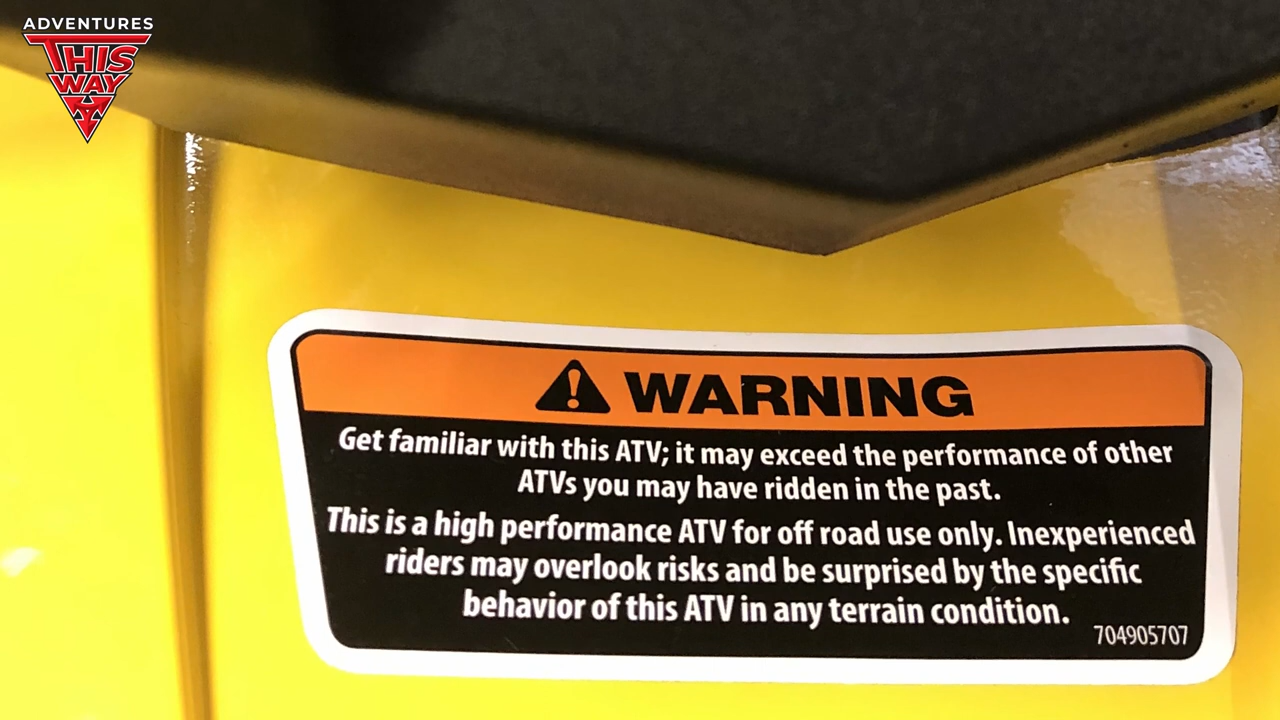 ADVENTURES
THIS
WAY
WARNING
Get familiar with this ATV; it may exceed the performance of other
ATVs you may have ridden in the past.
This is a high performance ATV for off road use only. Inexperienced
riders may overlook risks and be surprised by the specific
behavior of this ATV in any terrain condition.
704905707